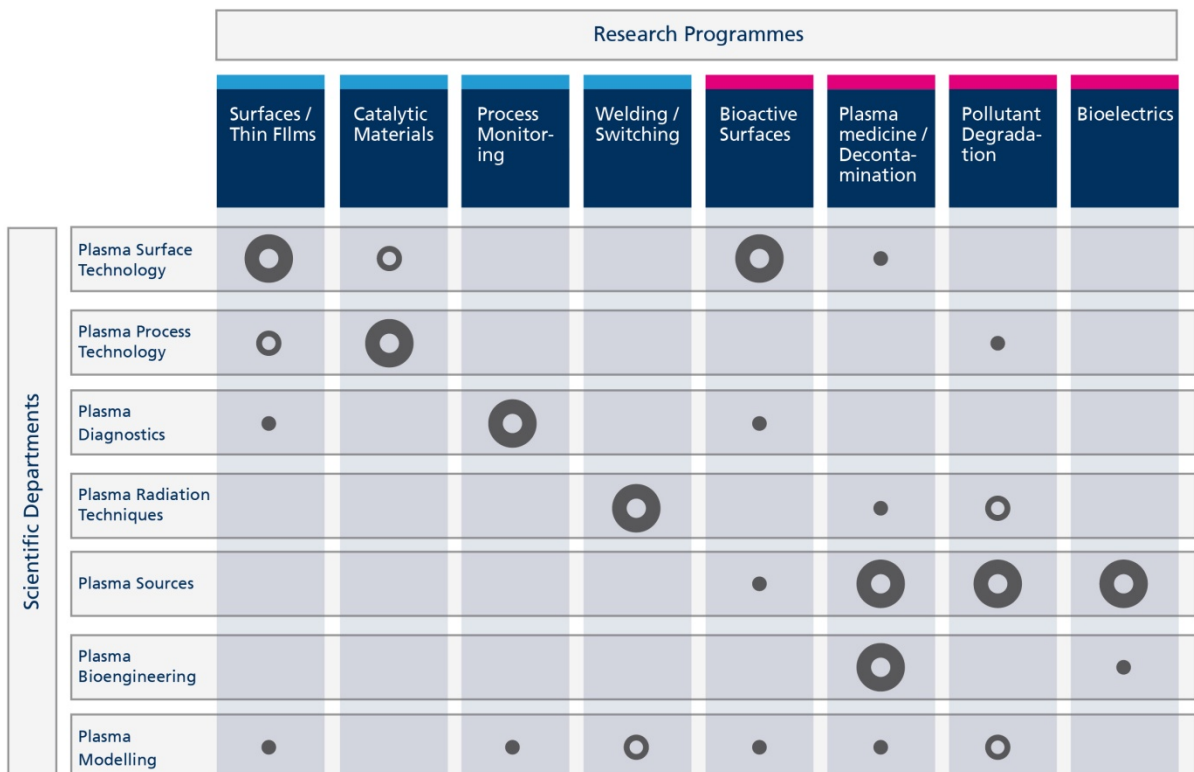 Research Programmes
Surfaces /
Thin FIlms
Catalytic
Materials
Process
Monitor-
ing
Welding /
Switching
Bioactive
Surfaces
Plasma
medicine /
Deconta-
mination
Pollutant
Degrada-
tion
Bioelectrics
Scientific Departments
Plasma Surface
Technology
Plasma Process
Technology
Plasma
Diagnostics
Plasma Radiation
Techniques
Plasma Sources
Plasma
Bioengineering
Plasma
Modelling